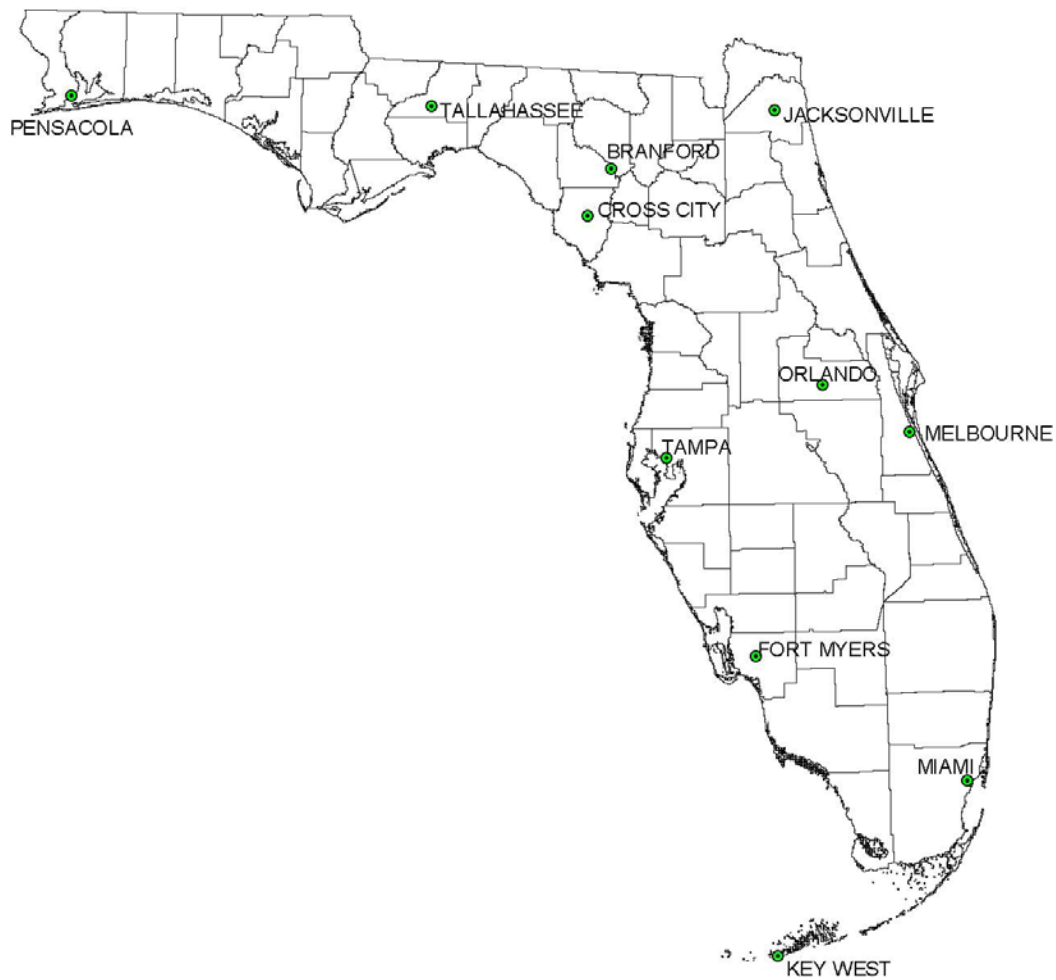 PENSACOLA
TALLAHASSEE
JACKSONVILLE
BRANFORD
CROSS CITY
ORLANDO
MELBOURNE
TAMPA
FORT MYERS
MIAMI
KEY WEST